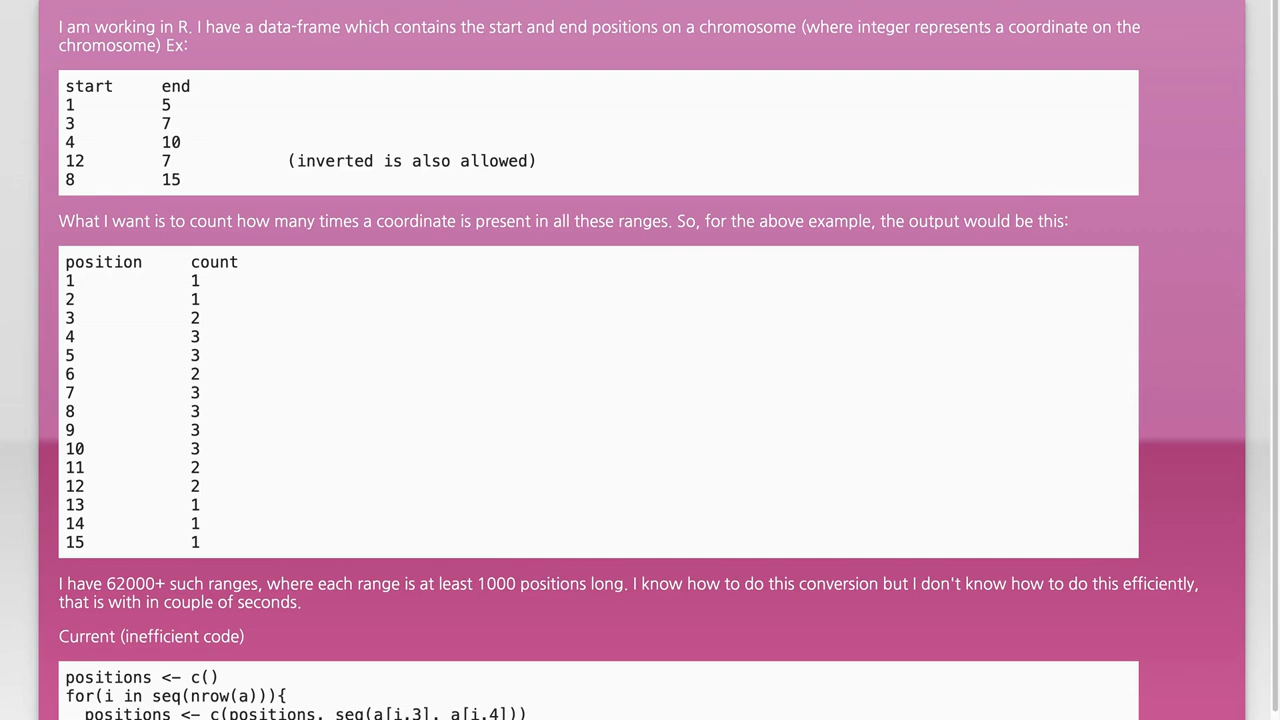 I am working in R. I have a data-frame which contains the start and end positions on a chromosome (where integer represents a coordinate on the
chromosome) Ex:
start end
1 5
3 7
4 10
12 7 (inverted is also allowed)
8 15
What I want is to count how many times a coordinate is present in all these ranges. So, for the above example, the output would be this:
position count
1 1
2 1
3 2
4 3
5 3
6 2
7 3
8 3
9 3
10 3
11 2
12 2
13 1
14 1
15 1
I have 62000+ such ranges, where each range is at least 1000 positions long. I know how to do this conversion but I don't know how to do this efficiently,
that is with in couple of seconds.
Current (inefficient code)
positions <- c()
for(i in seq(nrow(a))){
positions <- c(positions, seq(a[i,3], a[i,4]))